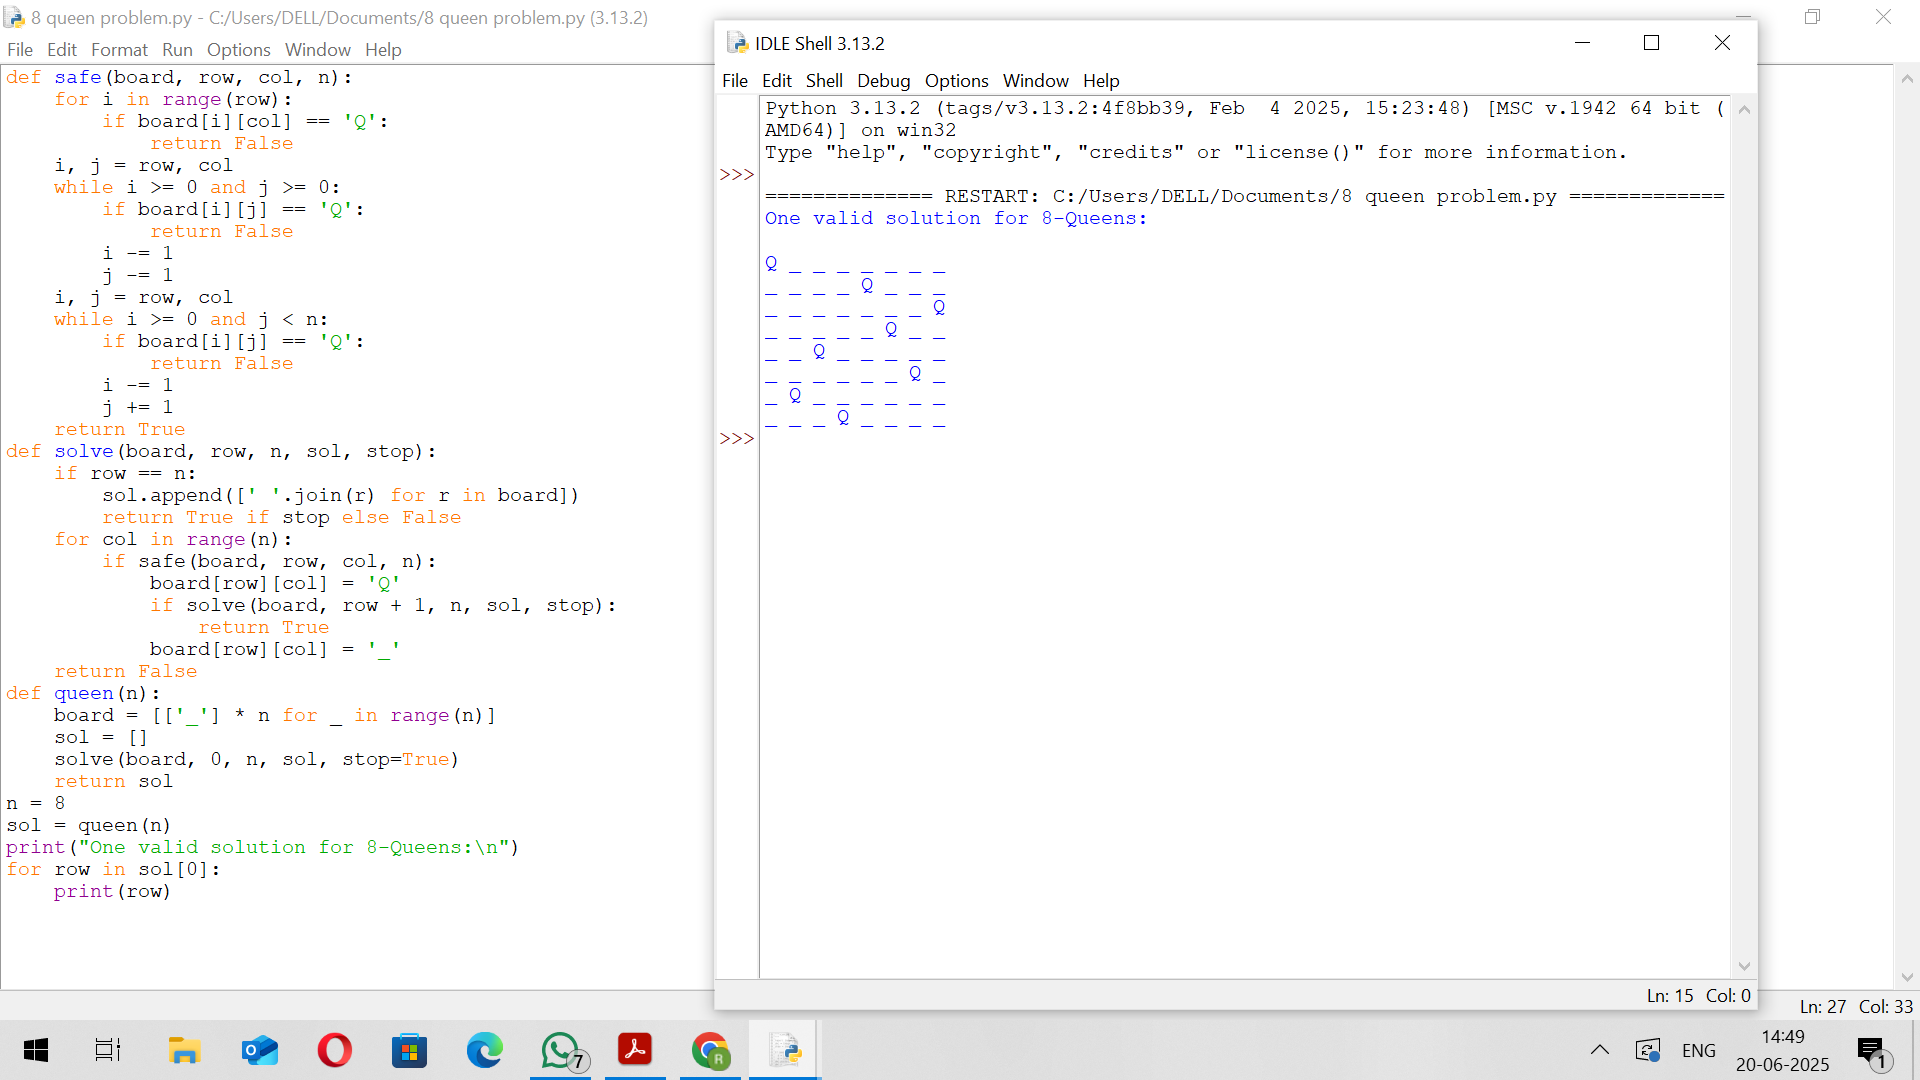 8 queen problem.py - C:/Users/DELL/Documents/8 queen problem.py (3.13.2)
File Edit Format Run Options Window Help
def safe(board, row, col, n):
    for i in range(row):
        if board[i][col] == 'Q':
            return False
    i, j = row, col
    while i >= 0 and j >= 0:
        if board[i][j] == 'Q':
            return False
        i -= 1
        j -= 1
    i, j = row, col
    while i >= 0 and j < n:
        if board[i][j] == 'Q':
            return False
        i -= 1
        j += 1
    return True
def solve(board, row, n, sol, stop):
    if row == n:
        sol.append([' '.join(r) for r in board])
        return True if stop else False
    for col in range(n):
        if safe(board, row, col, n):
            board[row][col] = 'Q'
            if solve(board, row + 1, n, sol, stop):
                return True
            board[row][col] = '_'
    return False
def queen(n):
    board = [['_'] * n for _ in range(n)]
    sol = []
    solve(board, 0, n, sol, stop=True)
    return sol
n = 8
sol = queen(n)
print("One valid solution for 8-Queens:\n")
for row in sol[0]:
    print(row)
IDLE Shell 3.13.2
File Edit Shell Debug Options Window Help
Python 3.13.2 (tags/v3.13.2:4f8bb39, Feb  4 2025, 15:23:48) [MSC v.1942 64 bit (
AMD64)] on win32
Type "help", "copyright", "credits" or "license()" for more information.
>>>
============== RESTART: C:/Users/DELL/Documents/8 queen problem.py =============
One valid solution for 8-Queens:

Q _ _ _ _ _ _ _
_ _ _ _ Q _ _ _
_ _ _ _ _ _ _ Q
_ _ _ _ _ Q _ _
_ _ Q _ _ _ _ _
_ _ _ _ _ _ Q _
_ Q _ _ _ _ _ _
_ _ _ Q _ _ _ _
>>>
Ln: 15 Col: 0
Ln: 27 Col: 33
7
R
ENG
14:49
20-06-2025
1